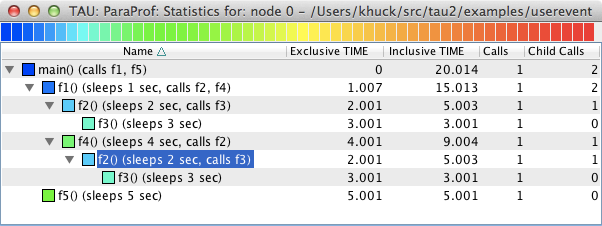 TAU: ParaProf: Statistics for: node 0 - /Users/khuck/src/tau2/examples/userevent
Name △ Exclusive TIME Inclusive TIME Calls Child Calls
main() (calls f1, f5) 0 20.014 1 2
f1() (sleeps 1 sec, calls f2, f4) 1.007 15.013 1 2
f2() (sleeps 2 sec, calls f3) 2.001 5.003 1 1
f3() (sleeps 3 sec) 3.001 3.001 1 0
f4() (sleeps 4 sec, calls f2) 4.001 9.004 1 1
f2() (sleeps 2 sec, calls f3) 2.001 5.003 1 1
f3() (sleeps 3 sec) 3.001 3.001 1 0
f5() (sleeps 5 sec) 5.001 5.001 1 0